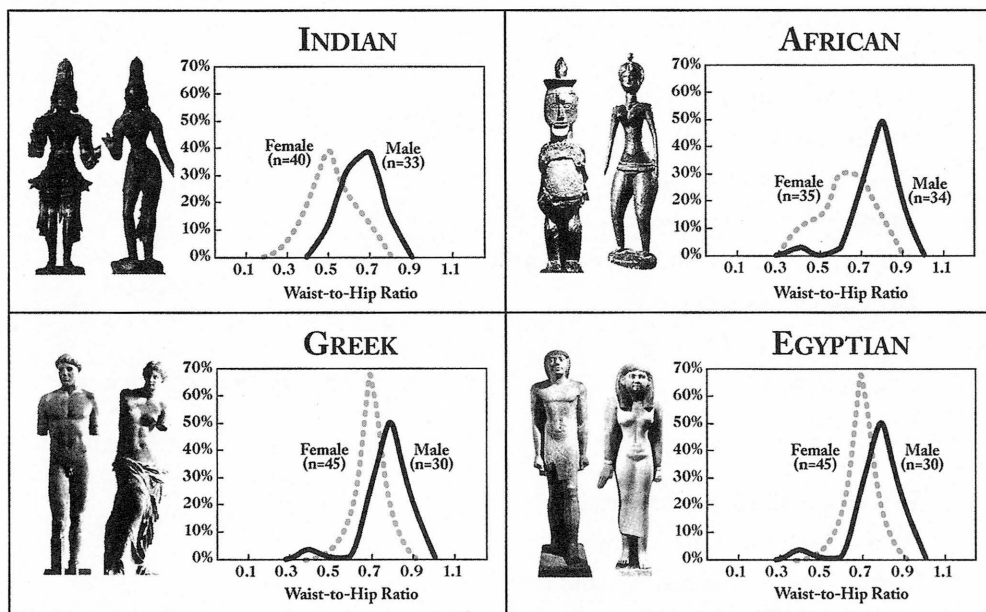 INDIAN
70%
60%
50%
40%
30%
20%
10%
0%
Female
(n=40)
Male
(n=33)
0.1 0.3 0.5 0.7 0.9 1.1
Waist-to-Hip Ratio
AFRICAN
70%
60%
50%
40%
30%
20%
10%
0%
Female
(n=35)
Male
(n=34)
0.1 0.3 0.5 0.7 0.9 1.1
Waist-to-Hip Ratio
GREEK
70%
60%
50%
40%
30%
20%
10%
0%
Female
(n=45)
Male
(n=30)
0.1 0.3 0.5 0.7 0.9 1.1
Waist-to-Hip Ratio
EGYPTIAN
70%
60%
50%
40%
30%
20%
10%
0%
Female
(n=45)
Male
(n=30)
0.1 0.3 0.5 0.7 0.9 1.1
Waist-to-Hip Ratio